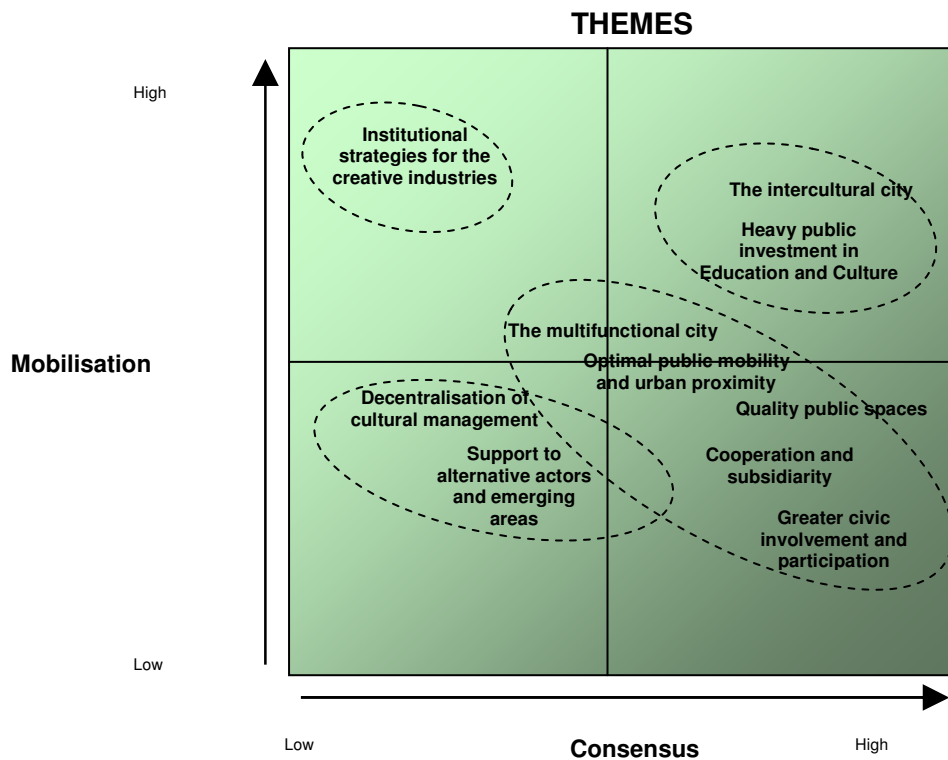 THEMES
High
Institutional
strategies for the
creative industries
The intercultural city
Heavy public
investment in
Education and Culture
The multifunctional city
Mobilisation
Optimal public mobility
and urban proximity
Decentralisation of
cultural management
Quality public spaces
Support to
alternative actors
and emerging
areas
Cooperation and
subsidiarity
Greater civic
involvement and
participation
Low
Low
Consensus
High